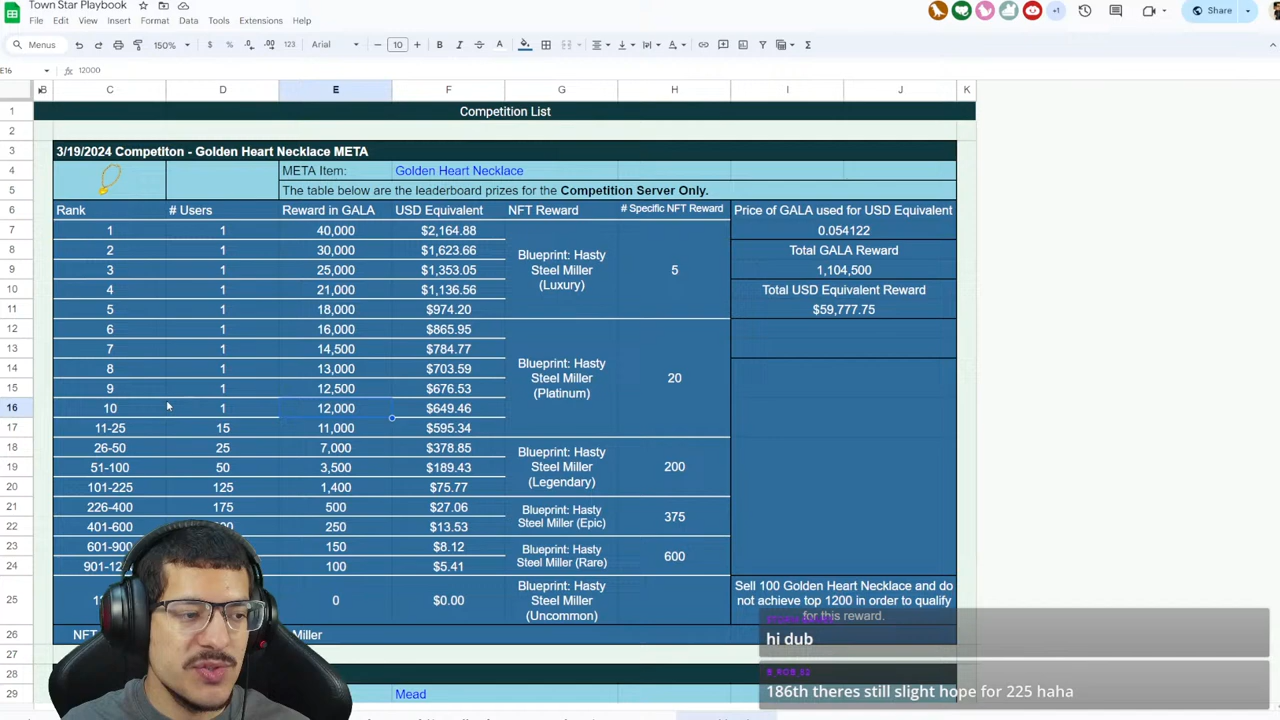 Town Star Playbook
File Edit View Insert Format Data Tools Extensions Help
Share
Menus 150% $ % .0 .00 123 Arial 10 B I A
E16 12000
B C D E F G H I J K
1 Competition List
2
3 3/19/2024 Competiton - Golden Heart Necklace META
4 META Item: Golden Heart Necklace
5 The table below are the leaderboard prizes for the Competition Server Only.
6 Rank # Users Reward in GALA USD Equivalent NFT Reward # Specific NFT Reward Price of GALA used for USD Equivalent
7 1 1 40,000 $2,164.88 0.054122
8 2 1 30,000 $1,623.66 Total GALA Reward
Blueprint: Hasty
Steel Miller
(Luxury)
5
9 3 1 25,000 $1,353.05 1,104,500
10 4 1 21,000 $1,136.56 Total USD Equivalent Reward
11 5 1 18,000 $974.20 $59,777.75
12 6 1 16,000 $865.95
13 7 1 14,500 $784.77
Blueprint: Hasty
Steel Miller
(Platinum)
20
14 8 1 13,000 $703.59
15 9 1 12,500 $676.53
16 10 1 12,000 $649.46
17 11-25 15 11,000 $595.34
18 26-50 25 7,000 $378.85
Blueprint: Hasty
Steel Miller
(Legendary)
200
19 51-100 50 3,500 $189.43
20 101-225 125 1,400 $75.77
21 226-400 175 500 $27.06
Blueprint: Hasty
Steel Miller (Epic)
375
22 401-600 250 $13.53
23 601-900 150 $8.12
Blueprint: Hasty
Steel Miller (Rare)
600
24 100 $5.41
25 0 $0.00
Blueprint: Hasty
Steel Miller
(Uncommon)
Sell 100 Golden Heart Necklace and do
not achieve top 1200 in order to qualify
for this reward.
26 NFT Miller
27
28
29 Mead
hi dub
186th theres still slight hope for 225 haha